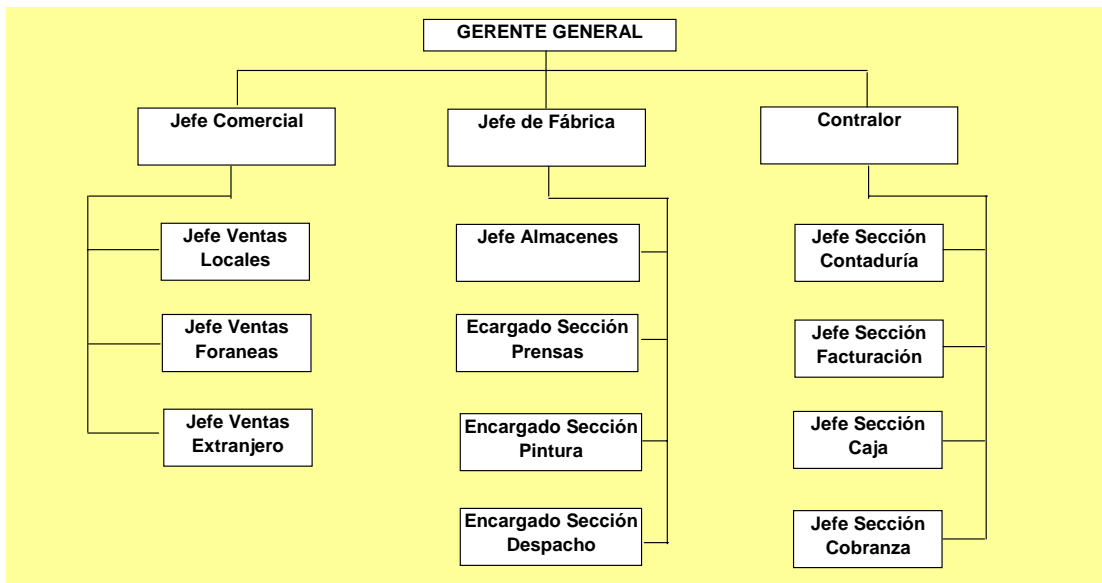 GERENTE GENERAL
Jefe Comercial
Jefe de Fábrica
Contralor
Jefe Ventas
Locales
Jefe Ventas
Foraneas
Jefe Ventas
Extranjero
Jefe Almacenes
Ecargado Sección
Prensas
Encargado Sección
Pintura
Encargado Sección
Despacho
Jefe Sección
Contaduría
Jefe Sección
Facturación
Jefe Sección
Caja
Jefe Sección
Cobranza